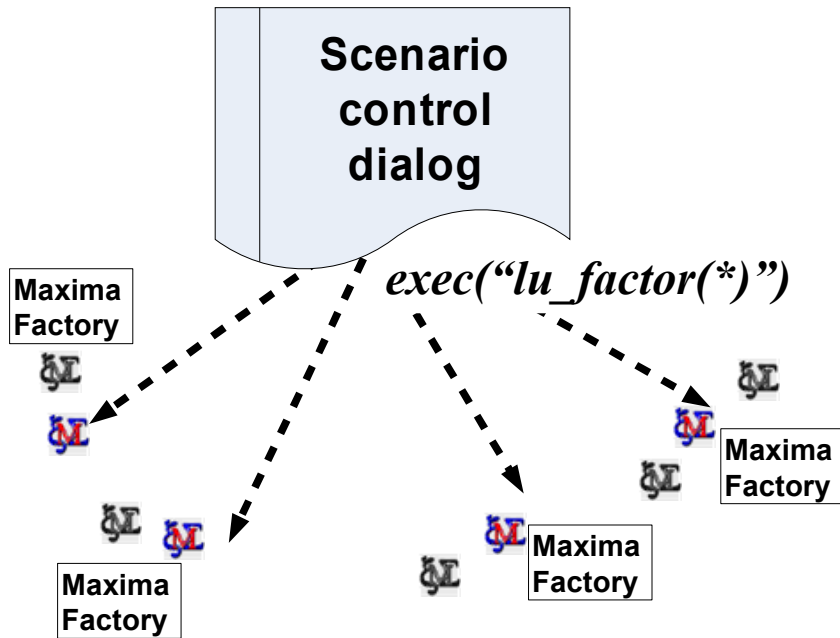 Scenario
control
dialog
exec(“lu_factor(*)”)
Maxima
Factory
Maxima
Factory
Maxima
Factory
Maxima
Factory